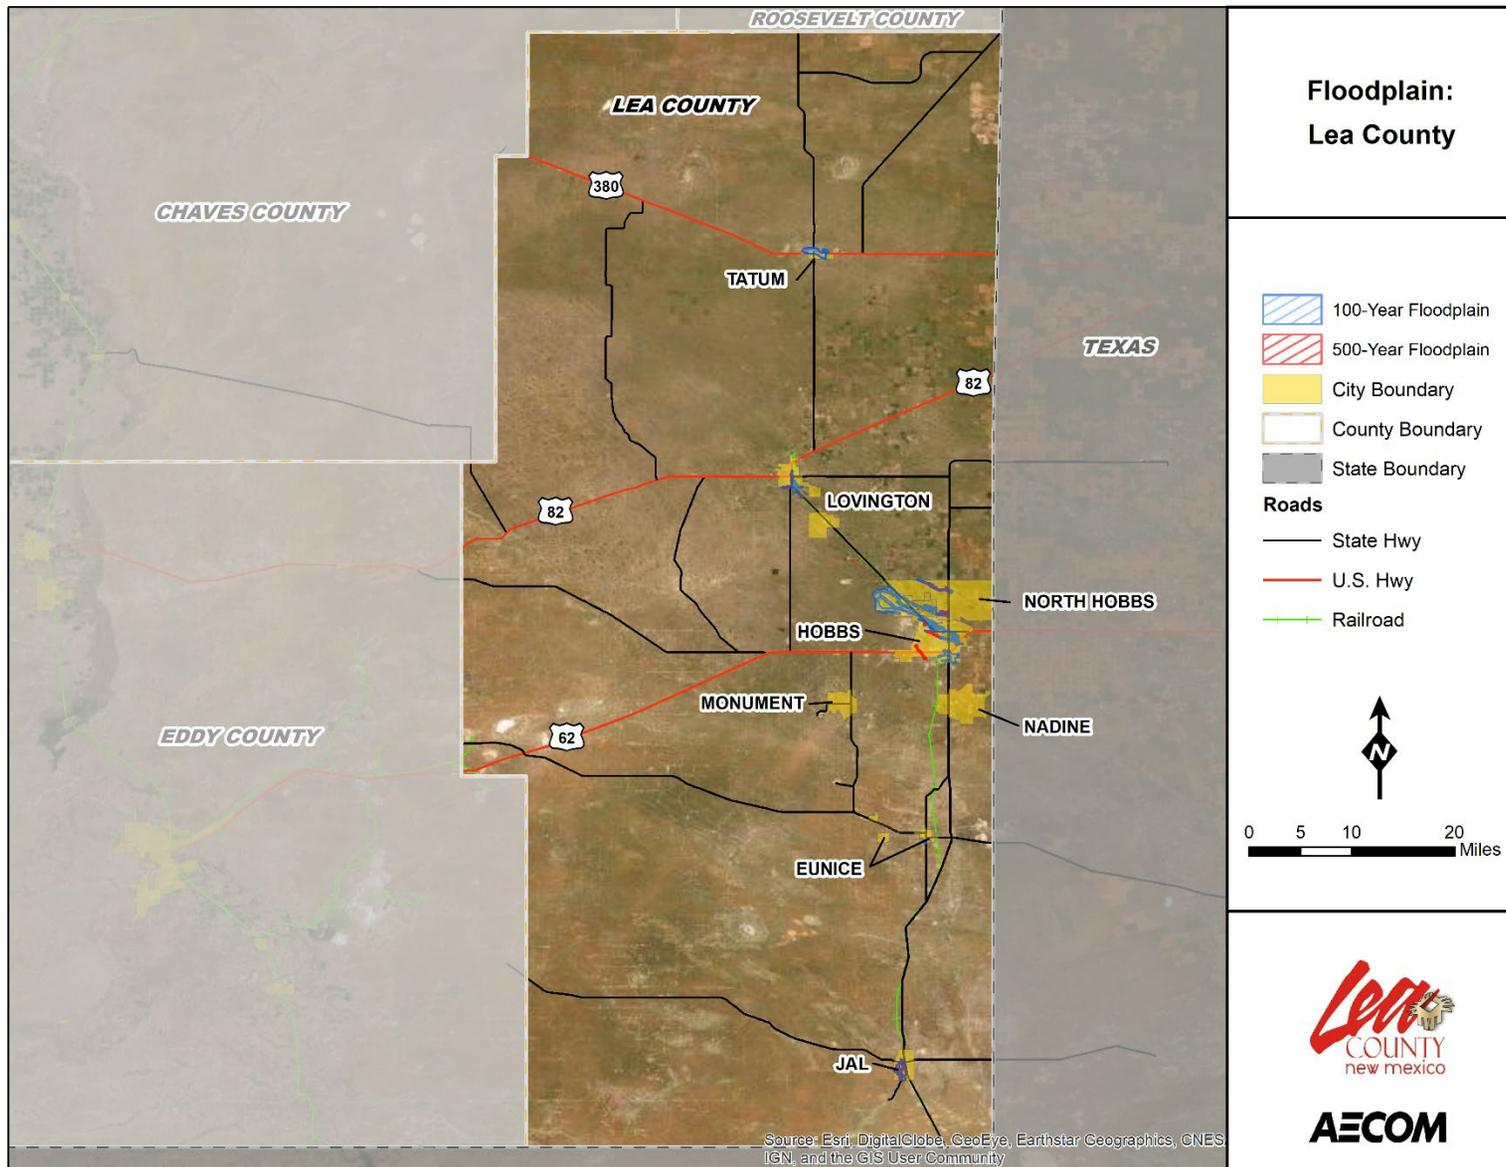 ROOSEVELT COUNTY
LEA COUNTY
380
CHAVES COUNTY
TATUM
TEXAS
82
LOVINGTON
82
NORTH HOBBS
HOBBS
MONUMENT
NADINE
EDDY COUNTY
62
EUNICE
JAL
Source: Esri, DigitalGlobe, GeoEye, Earthstar Geographics, CNES
IGN, and the GIS User Community
Floodplain:
Lea County
100-Year Floodplain
500-Year Floodplain
City Boundary
County Boundary
State Boundary
Roads
State Hwy
U.S. Hwy
Railroad
N
0 5 10 20
Miles
Lea
COUNTY
new mexico
AECOM